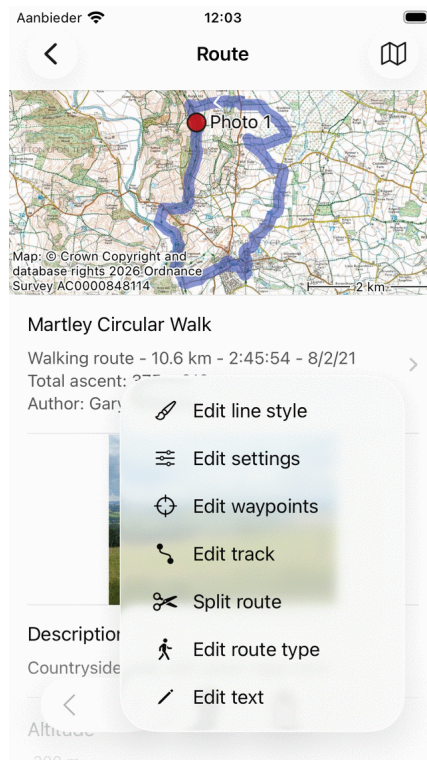 Aanbieder 12:03
Route
Photo 1
Map: © Crown Copyright and
database rights 2026 Ordnance
Survey AC0000848114
2 km
Martley Circular Walk
Walking route - 10.6 km - 2:45:54 - 8/2/21
Total ascent:
Author: Gary
Edit line style
Edit settings
Edit waypoints
Edit track
Split route
Edit route type
Edit text
Description
Countryside
Altitude